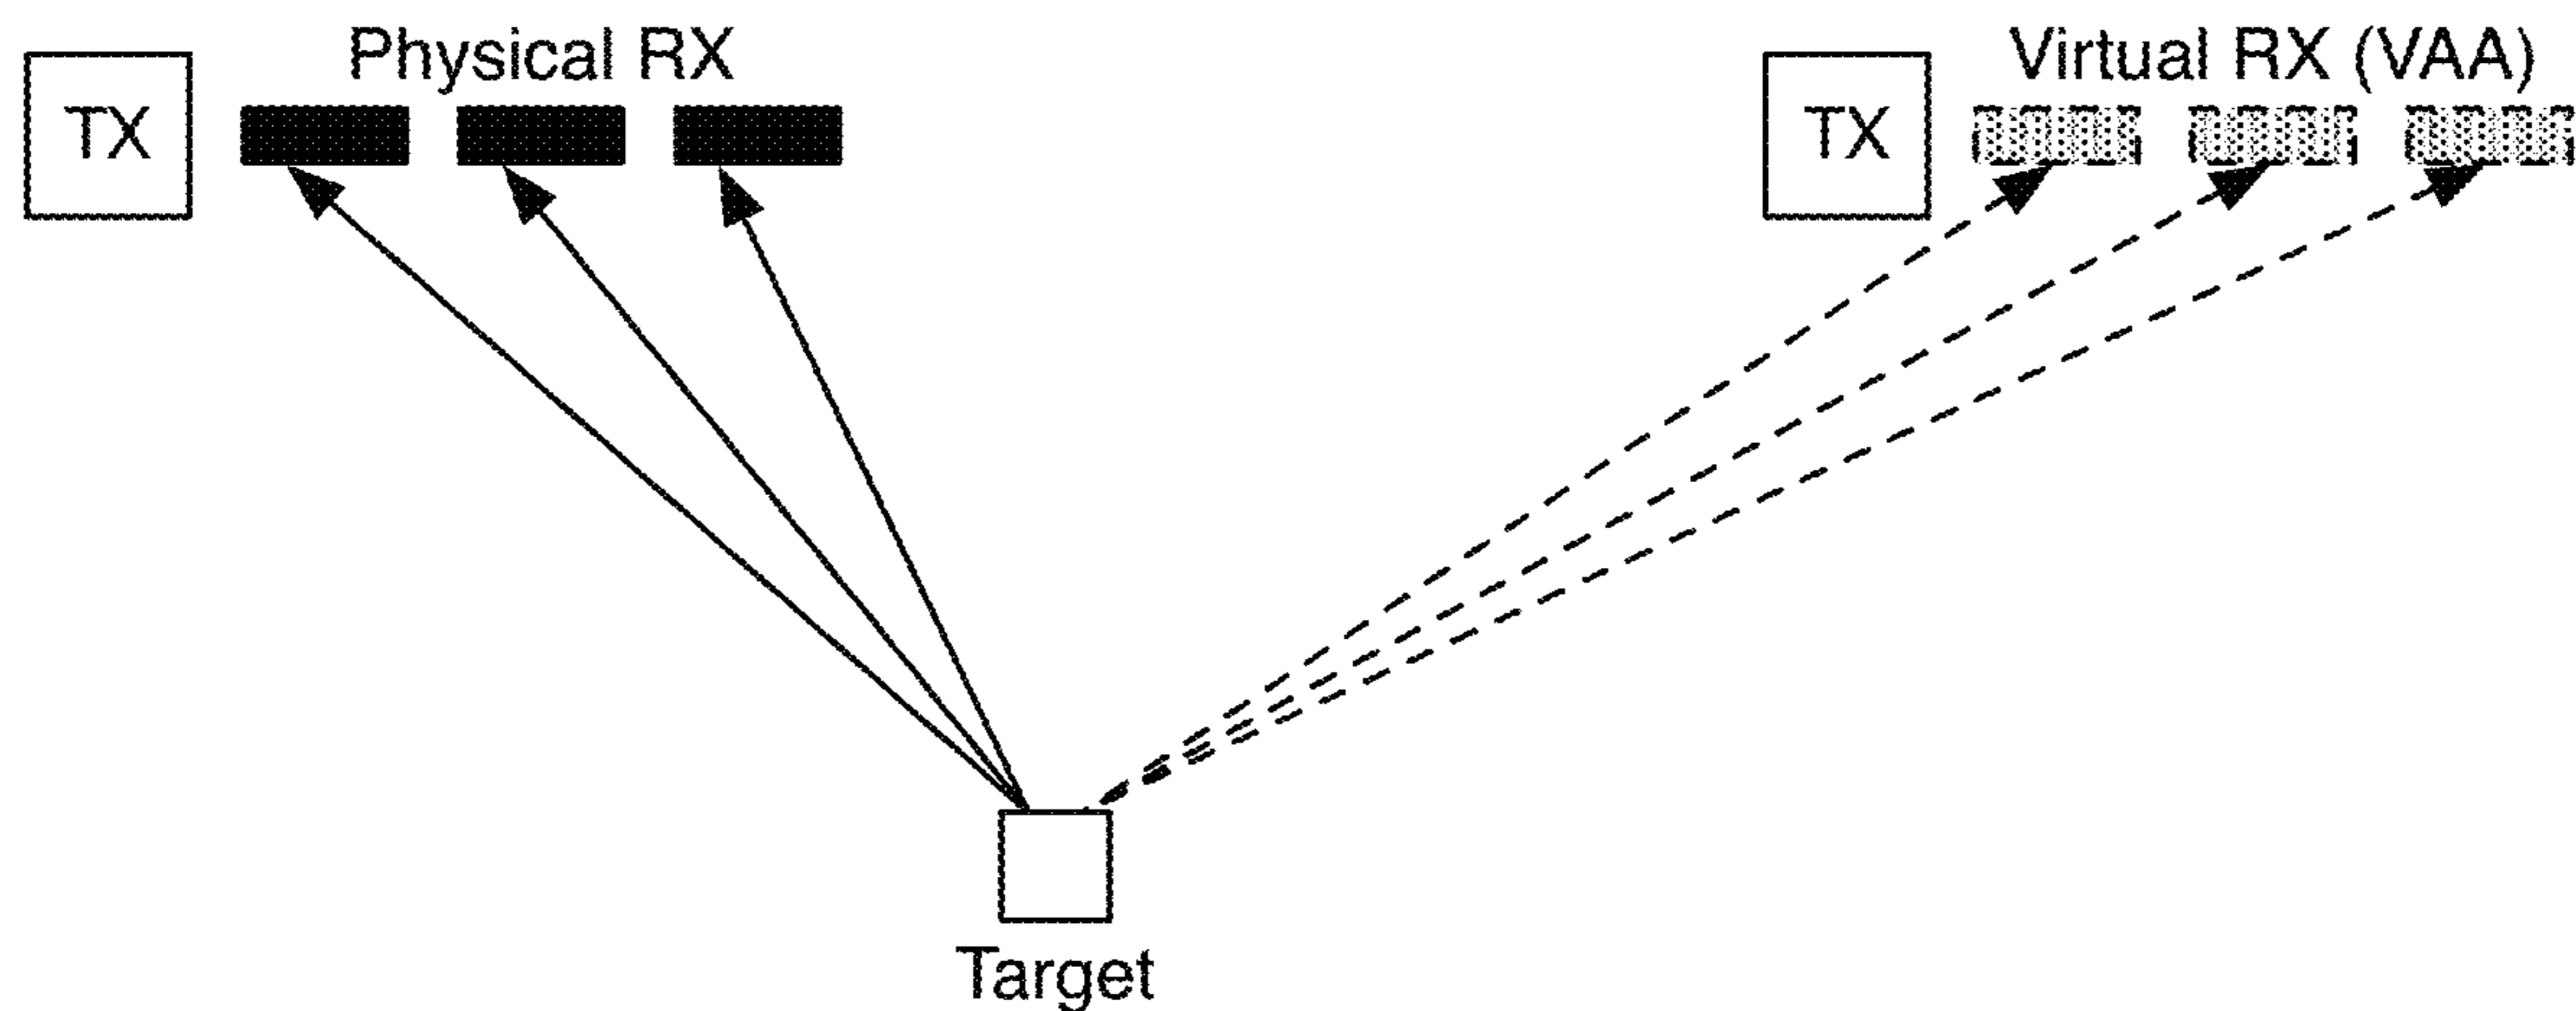 Physical RX
Virtual RX (VAA)
TX
TX
Target